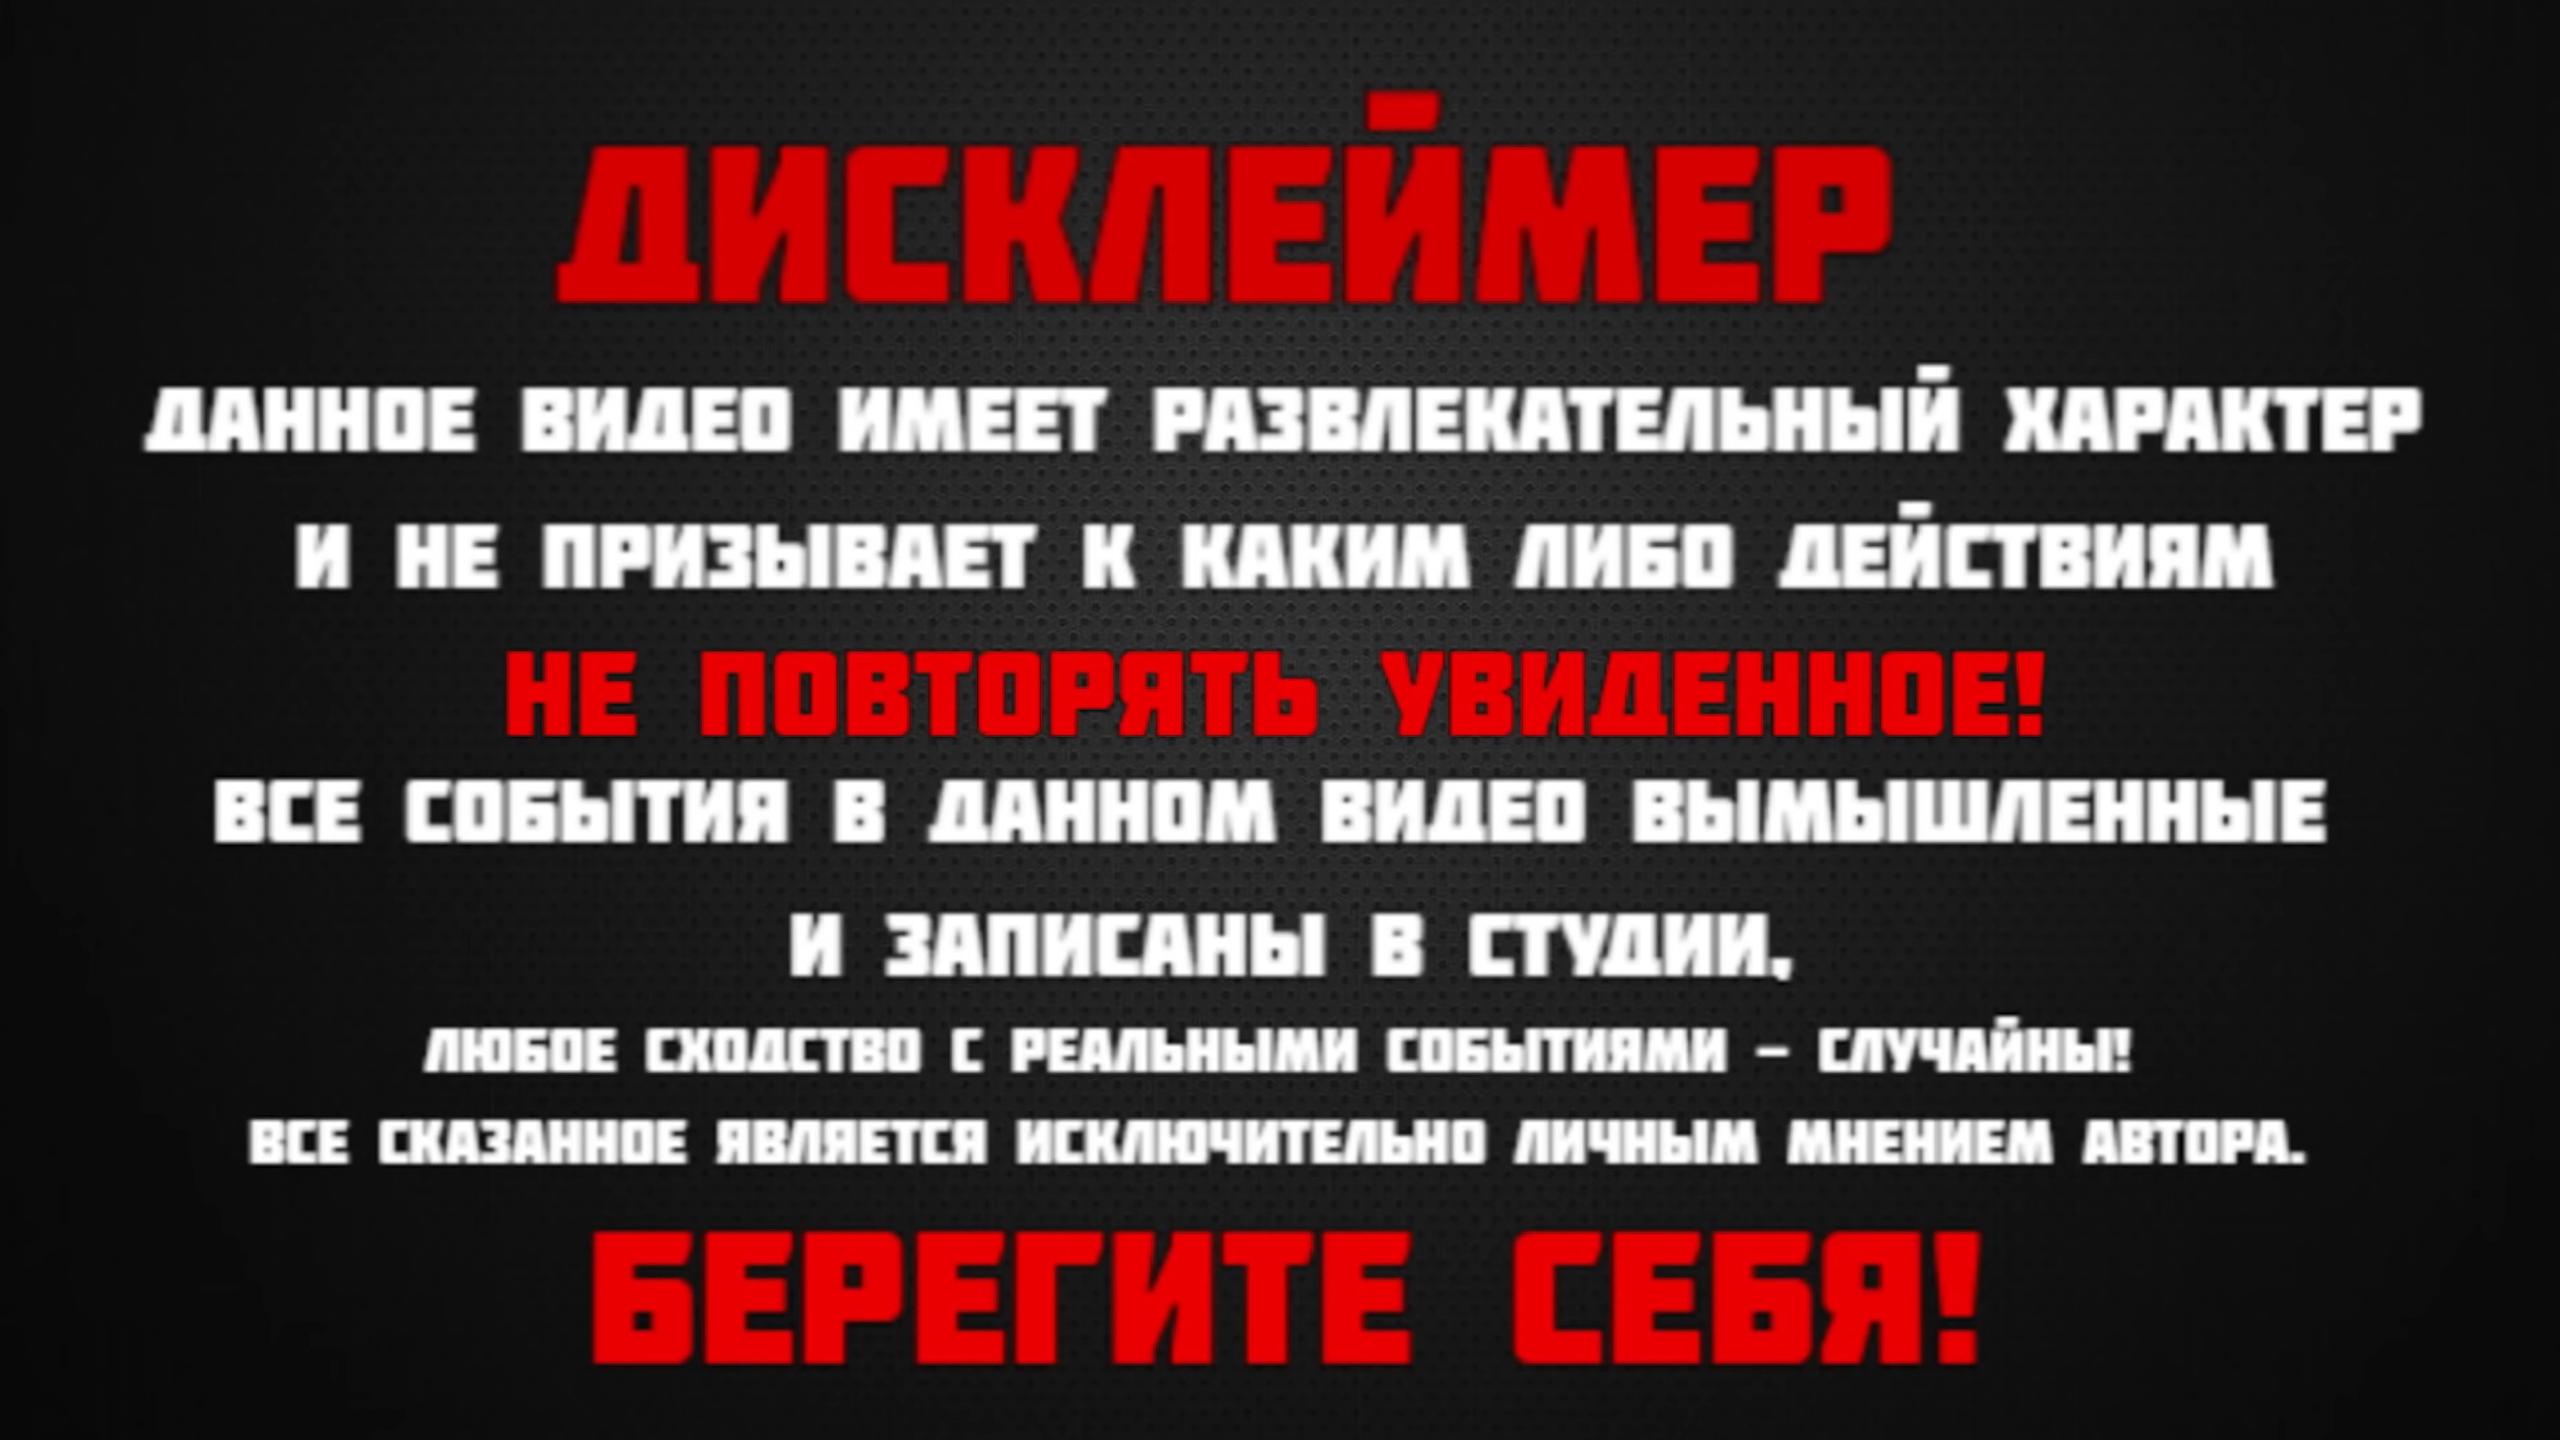 ДИСКЛЕЙМЕР
ДАННОЕ ВИДЕО ИМЕЕТ РАЗВЛЕКАТЕЛЬНЫЙ ХАРАКТЕР
И НЕ ПРИЗЫВАЕТ К КАКИМ ЛИБО ДЕЙСТВИЯМ
НЕ ПОВТОРЯТЬ УВИДЕННОЕ!
ВСЕ СОБЫТИЯ В ДАННОМ ВИДЕО ВЫМЫШЛЕННЫЕ
И ЗАПИСАНЫ В СТУДИИ,
ЛЮБОЕ СХОДСТВО С РЕАЛЬНЫМИ СОБЫТИЯМИ – СЛУЧАЙНЫ!
ВСЕ СКАЗАННОЕ ЯВЛЯЕТСЯ ИСКЛЮЧИТЕЛЬНО ЛИЧНЫМ МНЕНИЕМ АВТОРА.
БЕРЕГИТЕ СЕБЯ!